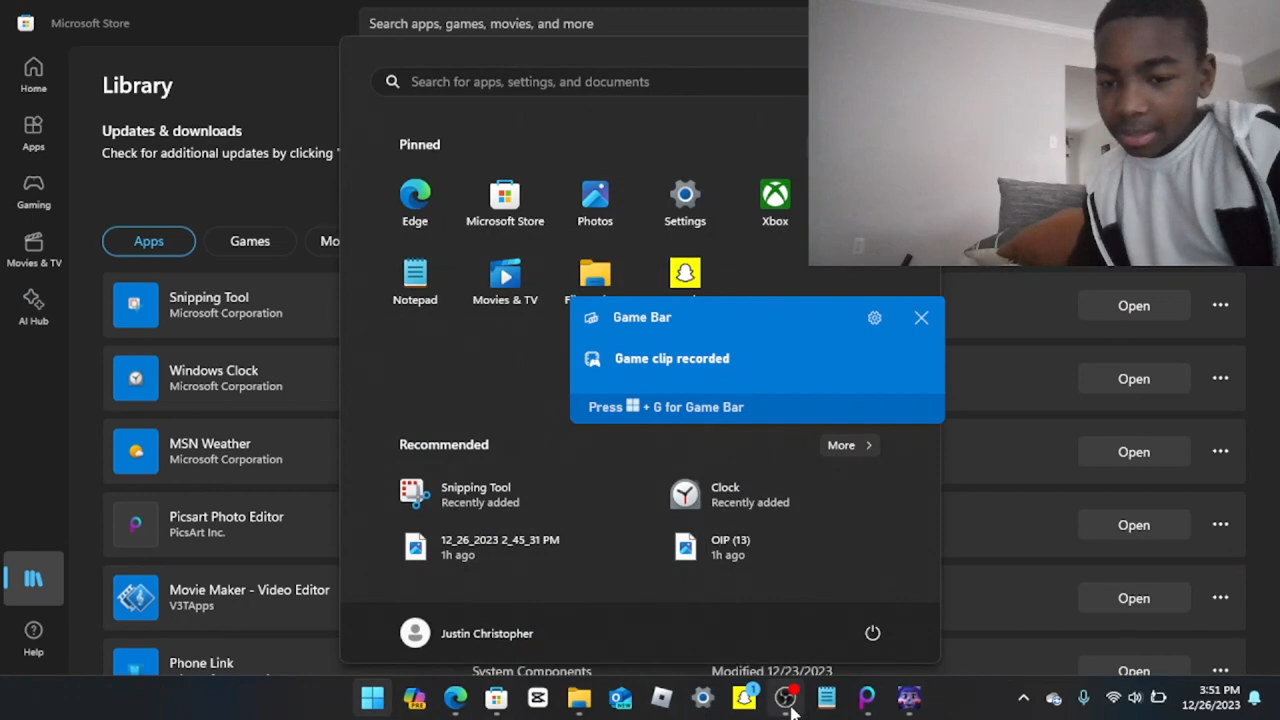 Microsoft Store
Search apps, games, movies, and more
Home
Apps
Gaming
Movies & TV
AI Hub
Help
Library
Updates & downloads
Check for additional updates by clicking '
Apps
Games
Mo
Snipping Tool
Microsoft Corporation
Open
Windows Clock
Microsoft Corporation
Open
MSN Weather
Microsoft Corporation
Open
Picsart Photo Editor
PicsArt Inc.
Open
Movie Maker - Video Editor
V3TApps
Open
Phone Link
System Components
Modified 12/23/2023
Open
Search for apps, settings, and documents
Pinned
Edge
Microsoft Store
Photos
Settings
Xbox
Notepad
Movies & TV
Game Bar
Game clip recorded
Press + G for Game Bar
Recommended
More
Snipping Tool
Recently added
Clock
Recently added
12_26_2023 2_45_31 PM
1h ago
OIP (13)
1h ago
Justin Christopher
PRE
NEW
1
3:51 PM
12/26/2023